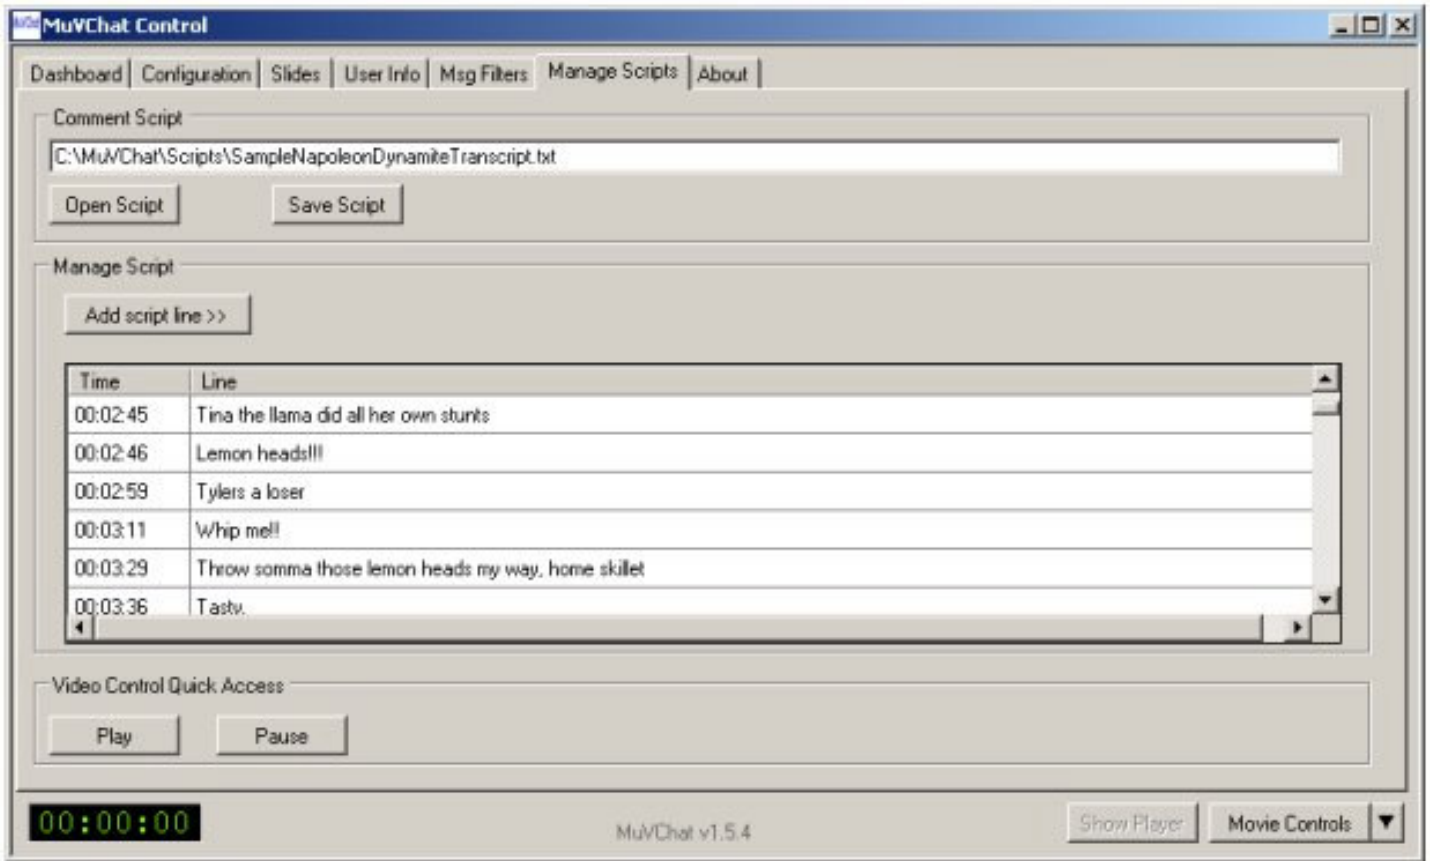 MuVChat Control
Dashboard Configuration Slides User Info Msg Filters Manage Scripts About
Comment Script
C:\MuVChat\Scripts\SampleNapoleonDynamiteTranscript.txt
Open Script Save Script
Manage Script
Add script line >>
Time Line
00:02:45 Tina the llama did all her own stunts
00:02:46 Lemon heads!!!
00:02:59 Tylers a loser
00:03:11 Whip me!!
00:03:29 Throw somma those lemon heads my way, home skillet
00:03:36 Tasty.
Video Control Quick Access
Play Pause
00:00:00 MuVChat v1.5.4 Show Player Movie Controls